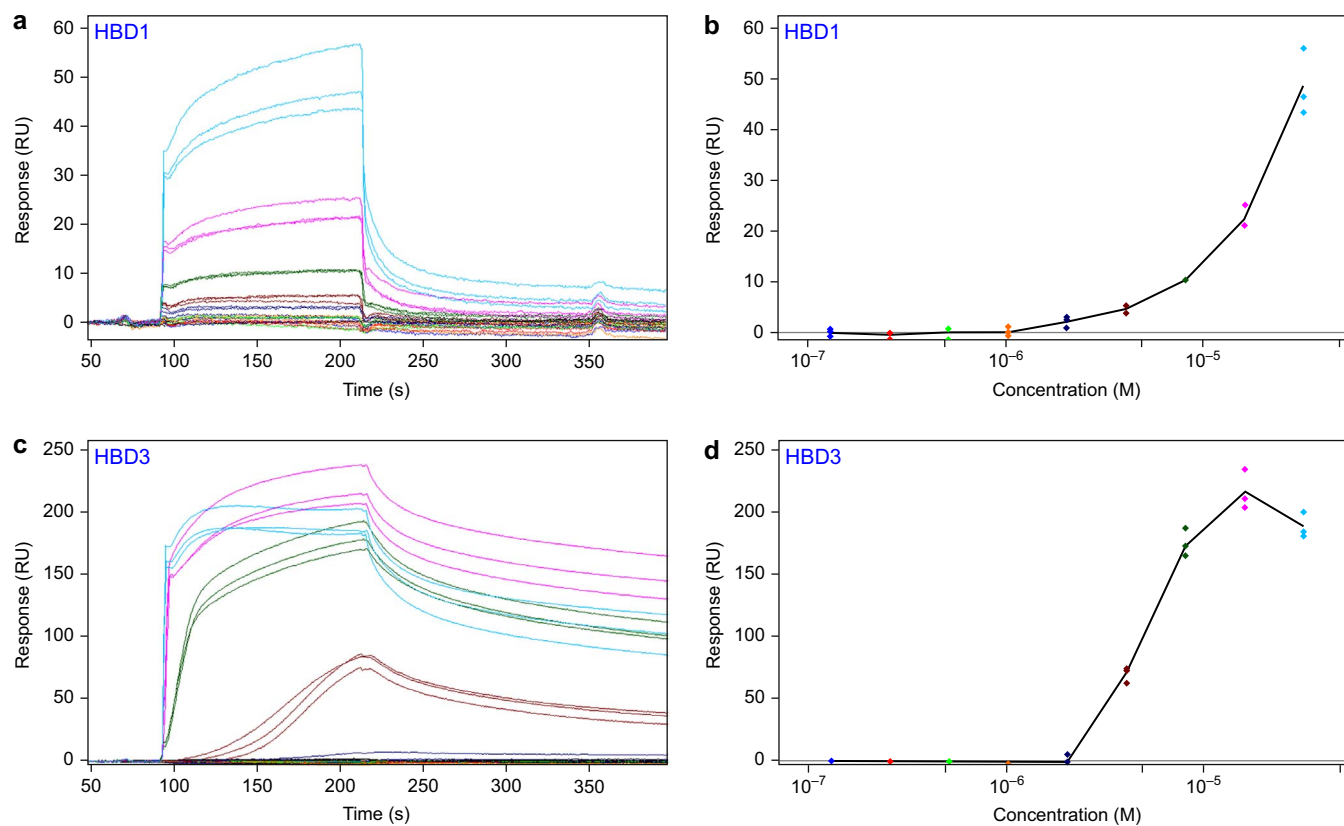 a
HBD1
Response (RU)
60
50
40
30
20
10
0
50 100 150 200 250 300 350
Time (s)
b
HBD1
Response (RU)
60
50
40
30
20
10
0
10–7 10–6 10–5
Concentration (M)
c
HBD3
Response (RU)
250
200
150
100
50
0
50 100 150 200 250 300 350
Time (s)
d
HBD3
Response (RU)
250
200
150
100
50
0
10–7 10–6 10–5
Concentration (M)